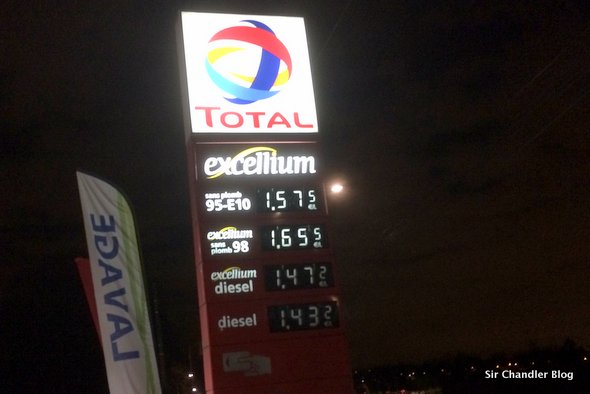 TOTAL
excellium
sans plomb
95-E10
1,575
excellium
sans
plomb 98
1,655
excellium
diesel
1,472
diesel
1,432
LAVAGE
Sir Chandler Blog